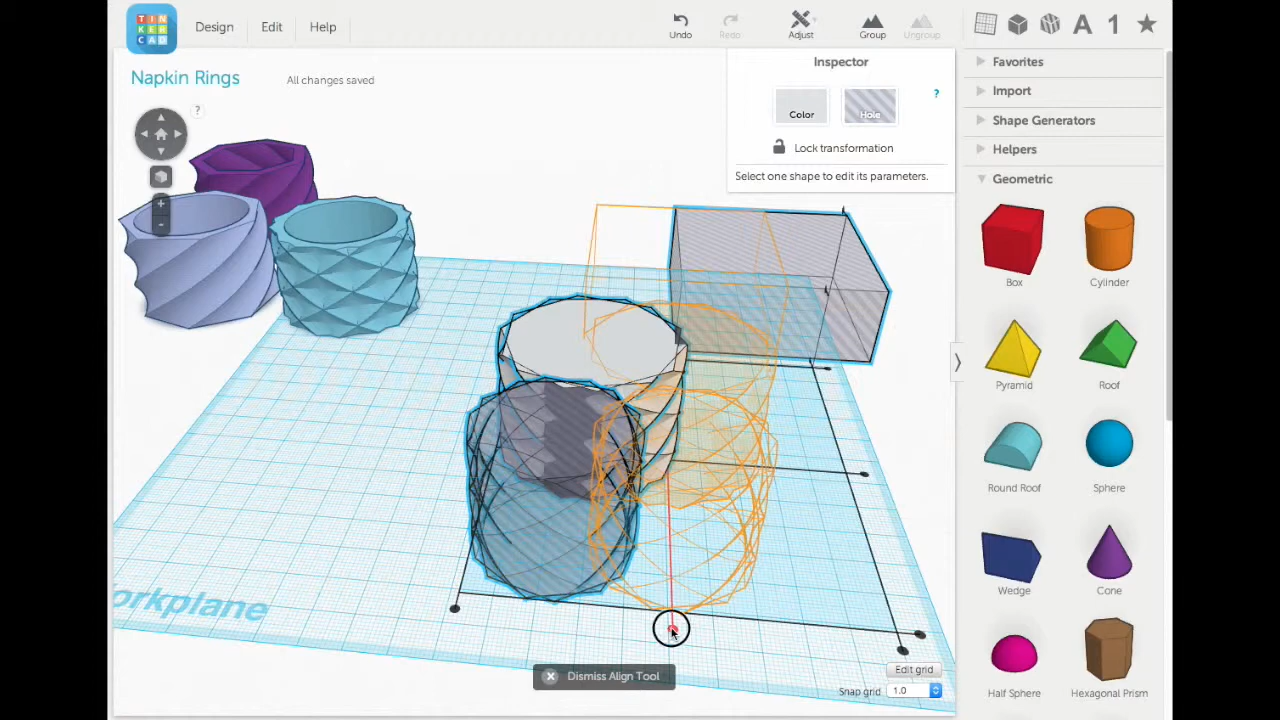 TIN
KER
CAD
Design
Edit
Help
Undo
Redo
Adjust
Group
Ungroup
A
1
Napkin Rings
All changes saved
?
Inspector
Color
Hole
?
Lock transformation
Select one shape to edit its parameters.
Favorites
Import
Shape Generators
Helpers
Geometric
Box
Cylinder
Pyramid
Roof
Round Roof
Sphere
Wedge
Cone
Half Sphere
Hexagonal Prism
orkplane
Dismiss Align Tool
Edit grid
Snap grid 1.0